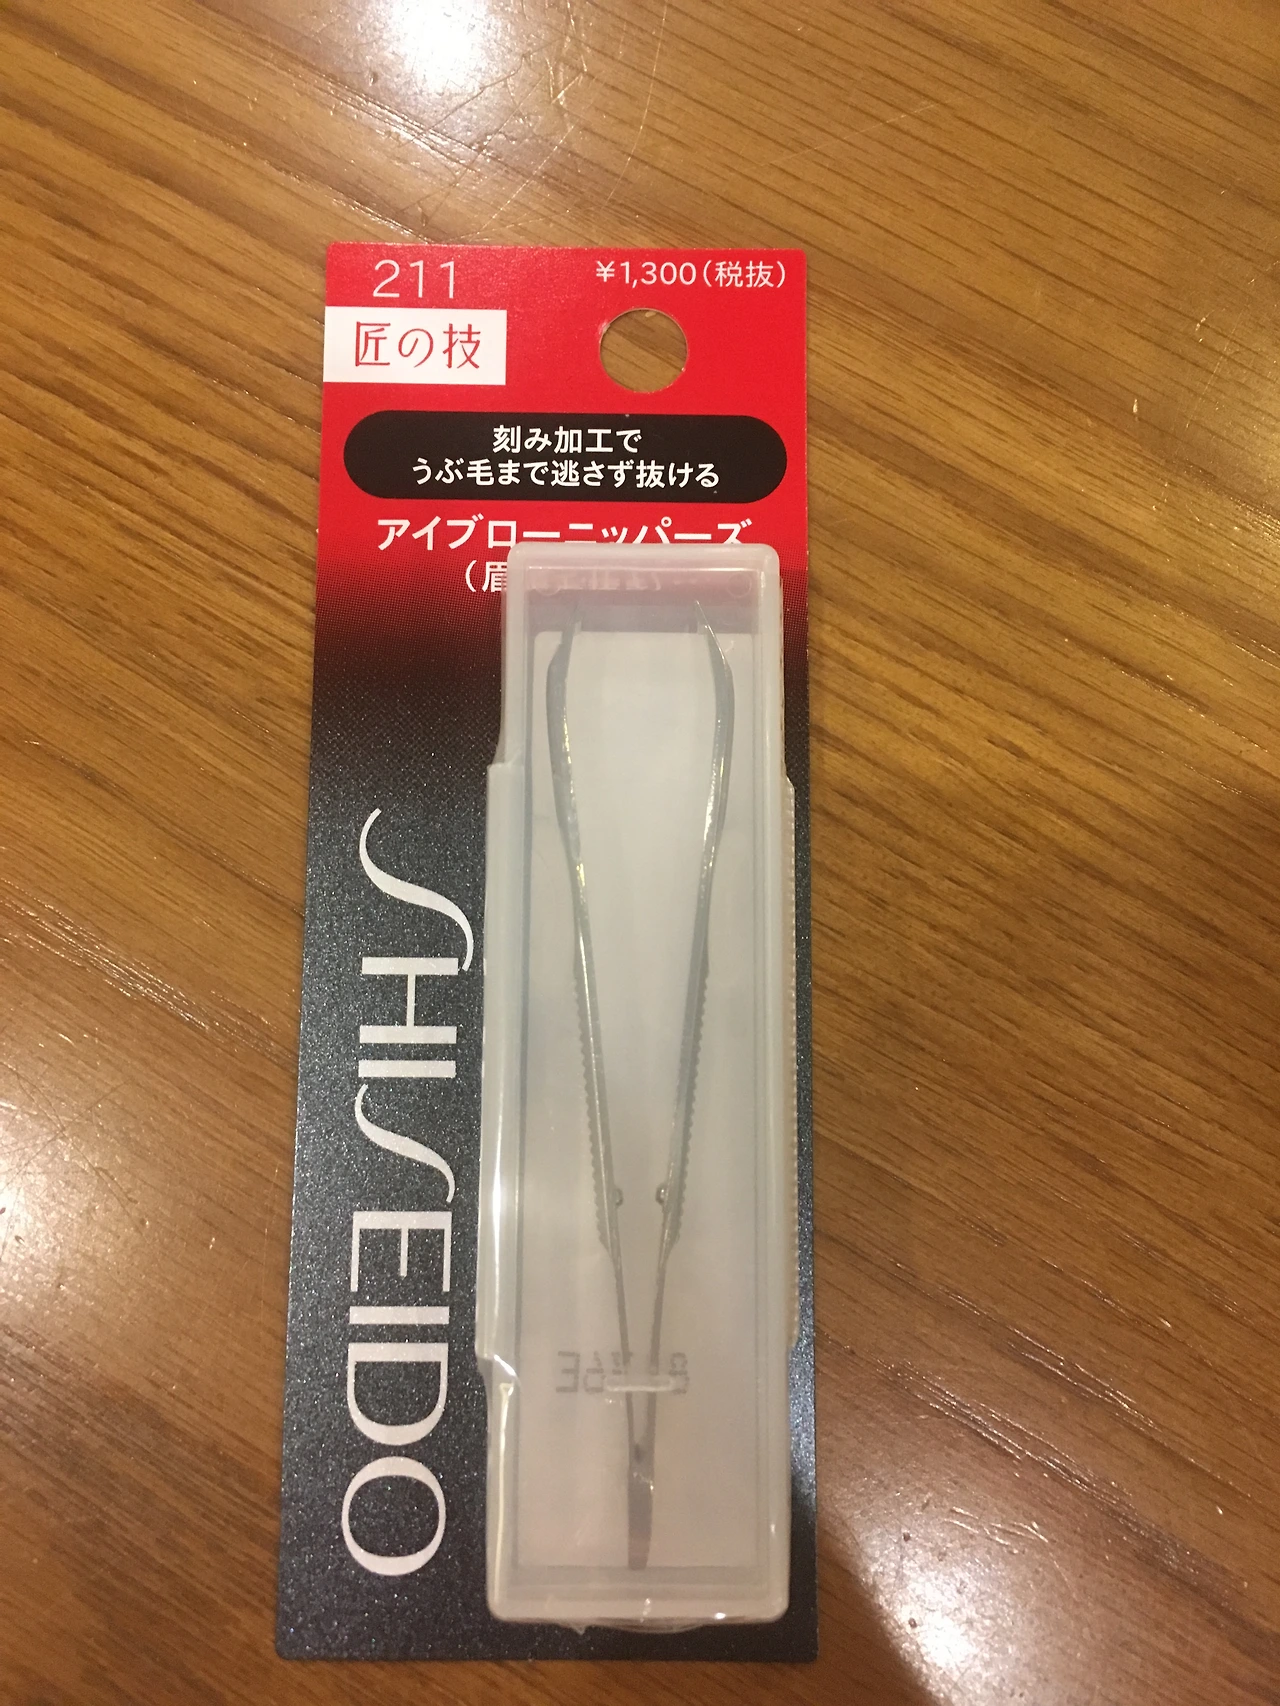 211
¥1,300(税抜)
匠の技
刻み加工で
うぶ毛まで逃さず抜ける
アイブローニッパーズ
(眉
SHISEIDO